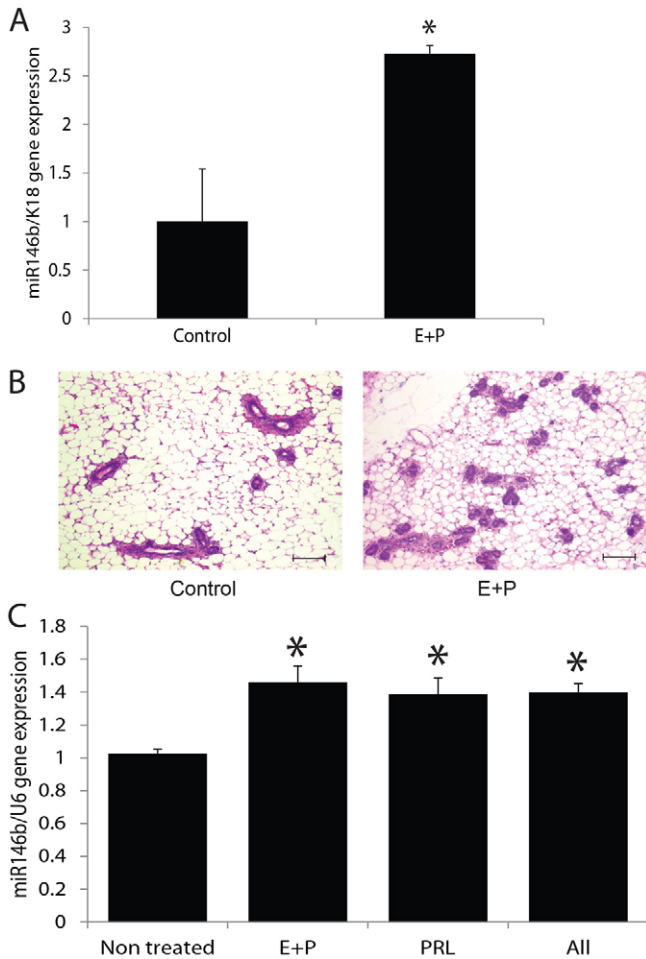 A
miR146b/K18 gene expression
3
*
2.5
2
1.5
1
0.5
0
Control
E+P
B
Control
E+P
C
miR146b/U6 gene expression
1.8
1.6
* * *
1.4
1.2
1
0.8
0.6
0.4
0.2
0
Non treated
E+P
PRL
All